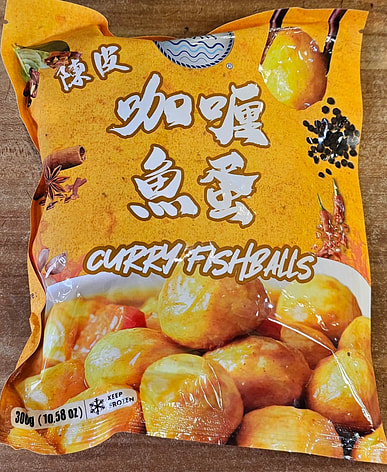 陳皮
咖喱
魚蛋
CURRY FISHBALLS
300g (10.58 oz)
KEEP
FROZEN
®